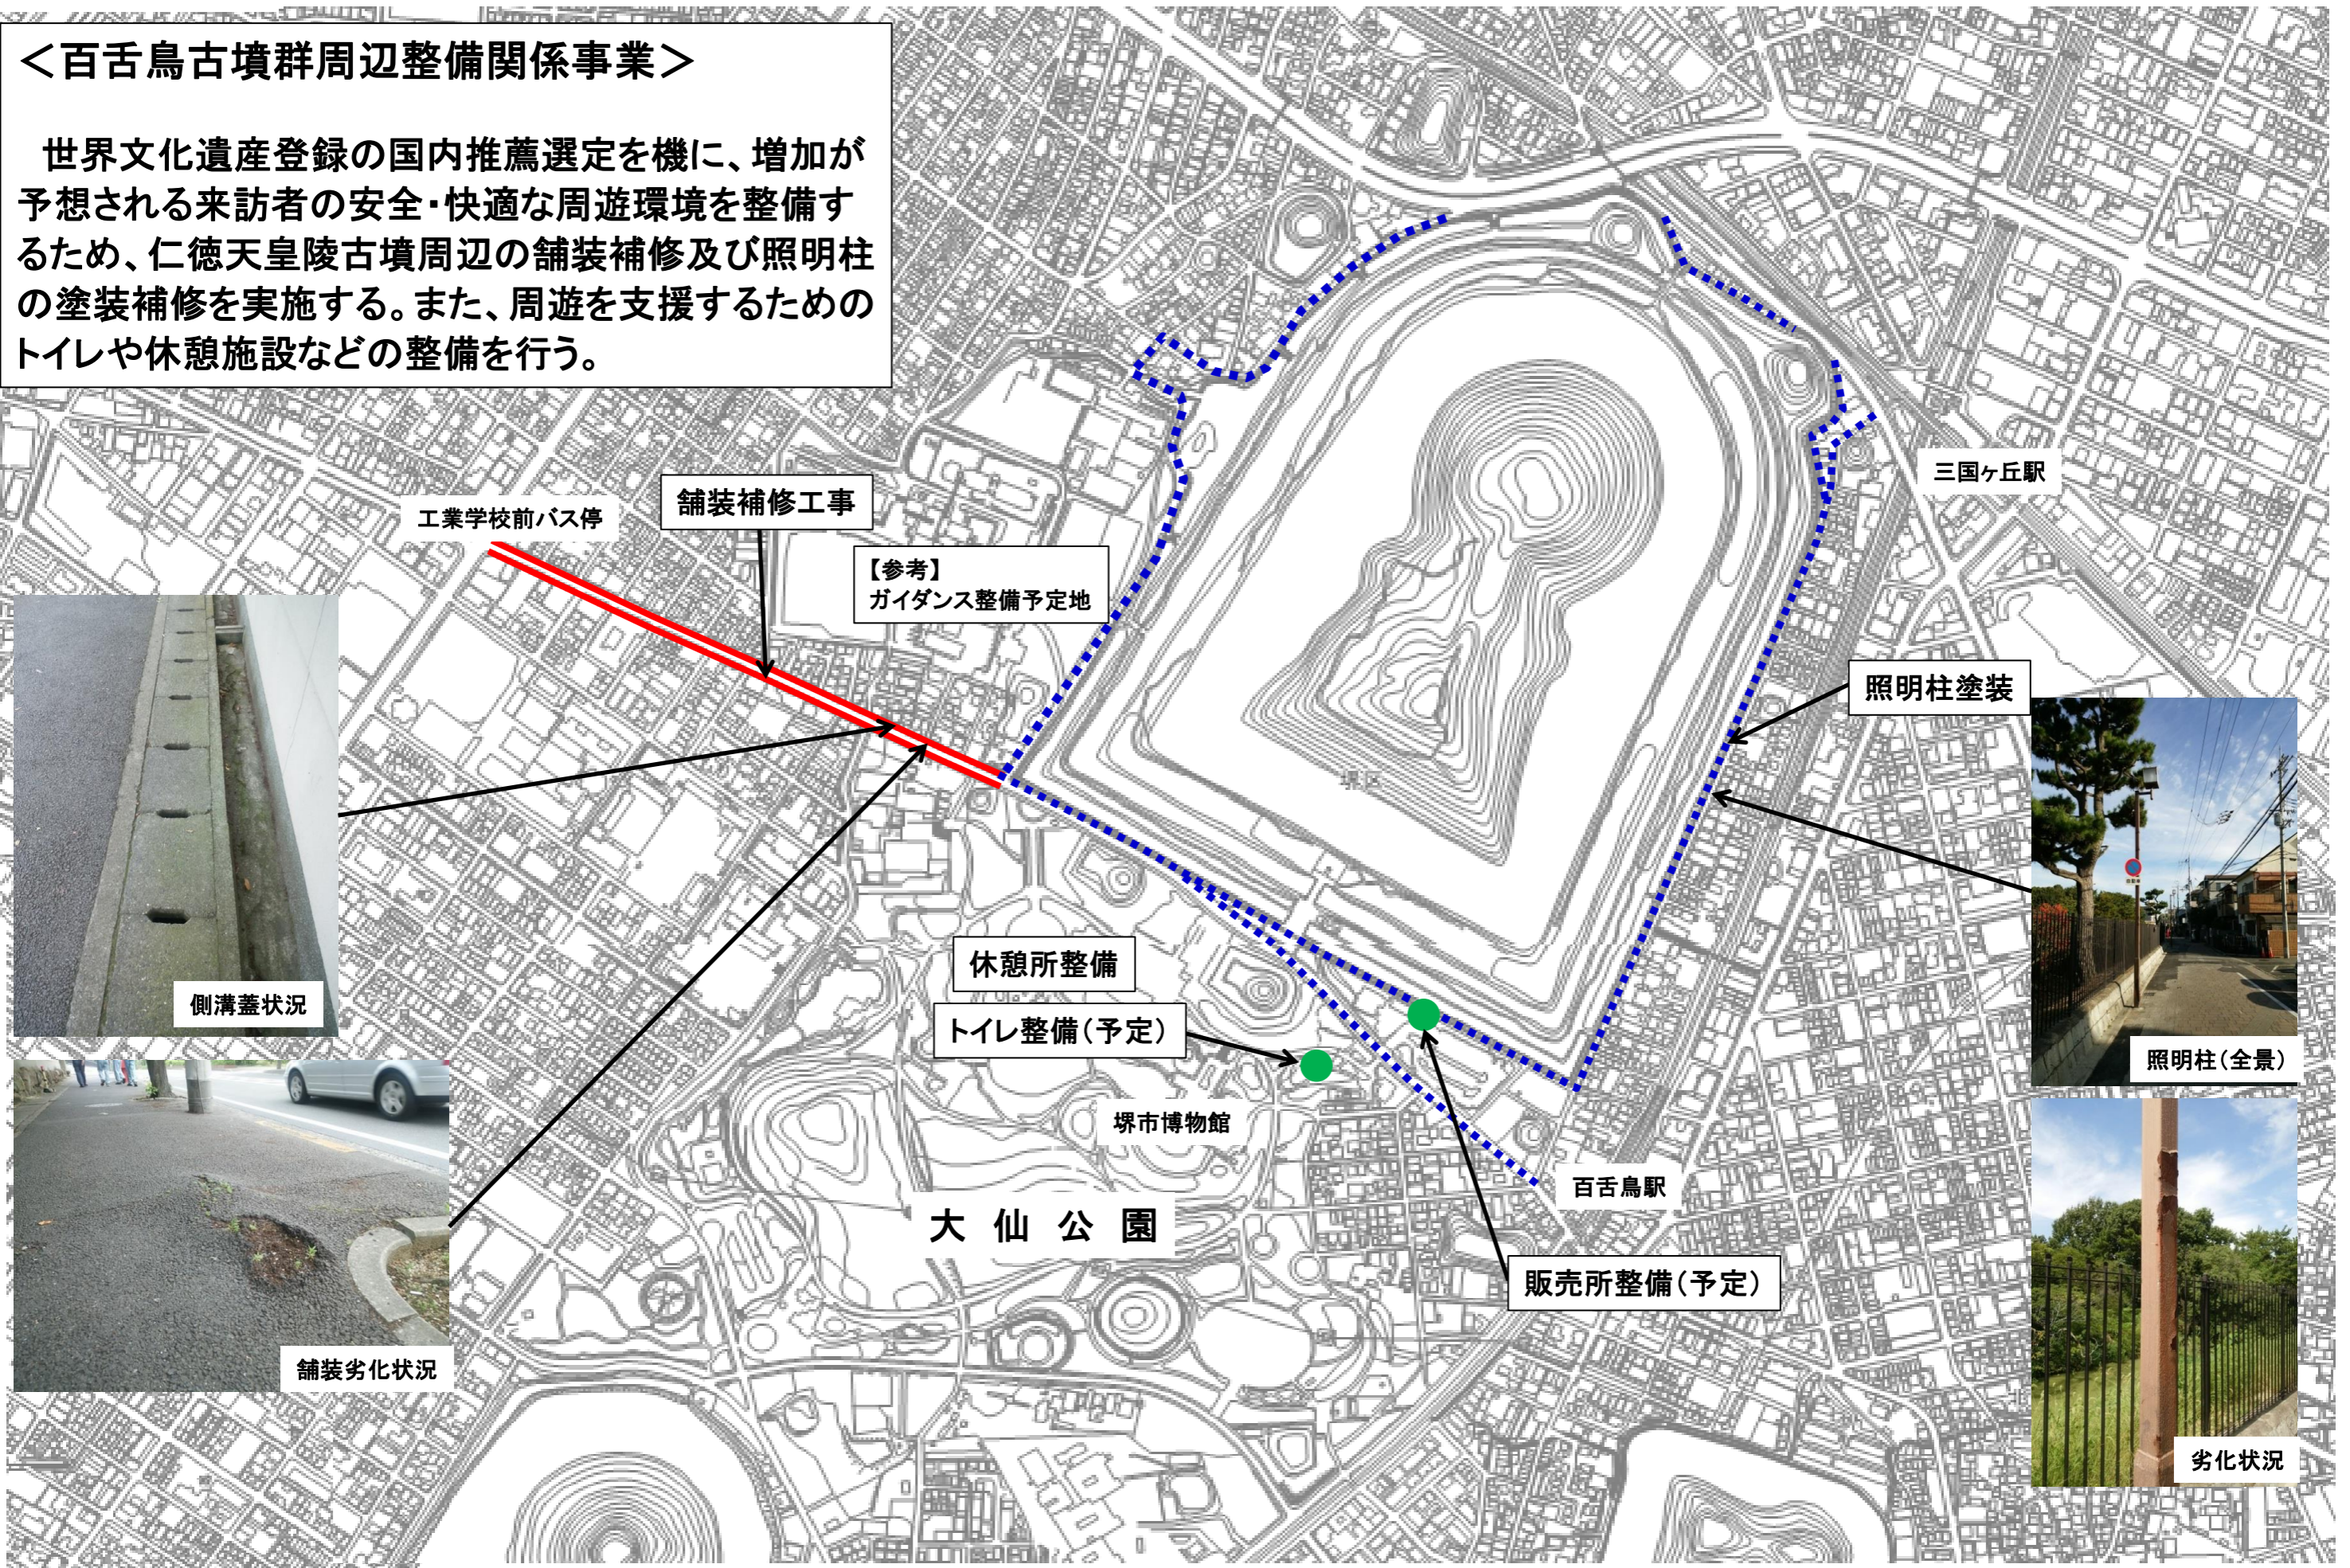 ＜百舌鳥古墳群周辺整備関係事業＞
世界文化遺産登録の国内推薦選定を機に、増加が
予想される来訪者の安全・快適な周遊環境を整備す
るため、仁徳天皇陵古墳周辺の舗装補修及び照明柱
の塗装補修を実施する。また、周遊を支援するための
トイレや休憩施設などの整備を行う。
三国ヶ丘駅
舗装補修工事
工業学校前バス停
【参考】
ガイダンス整備予定地
照明柱塗装
堺区
休憩所整備
側溝蓋状況
トイレ整備（予定）
照明柱（全景）
堺市博物館
百舌鳥駅
大仙公園
販売所整備（予定）
舗装劣化状況
劣化状況